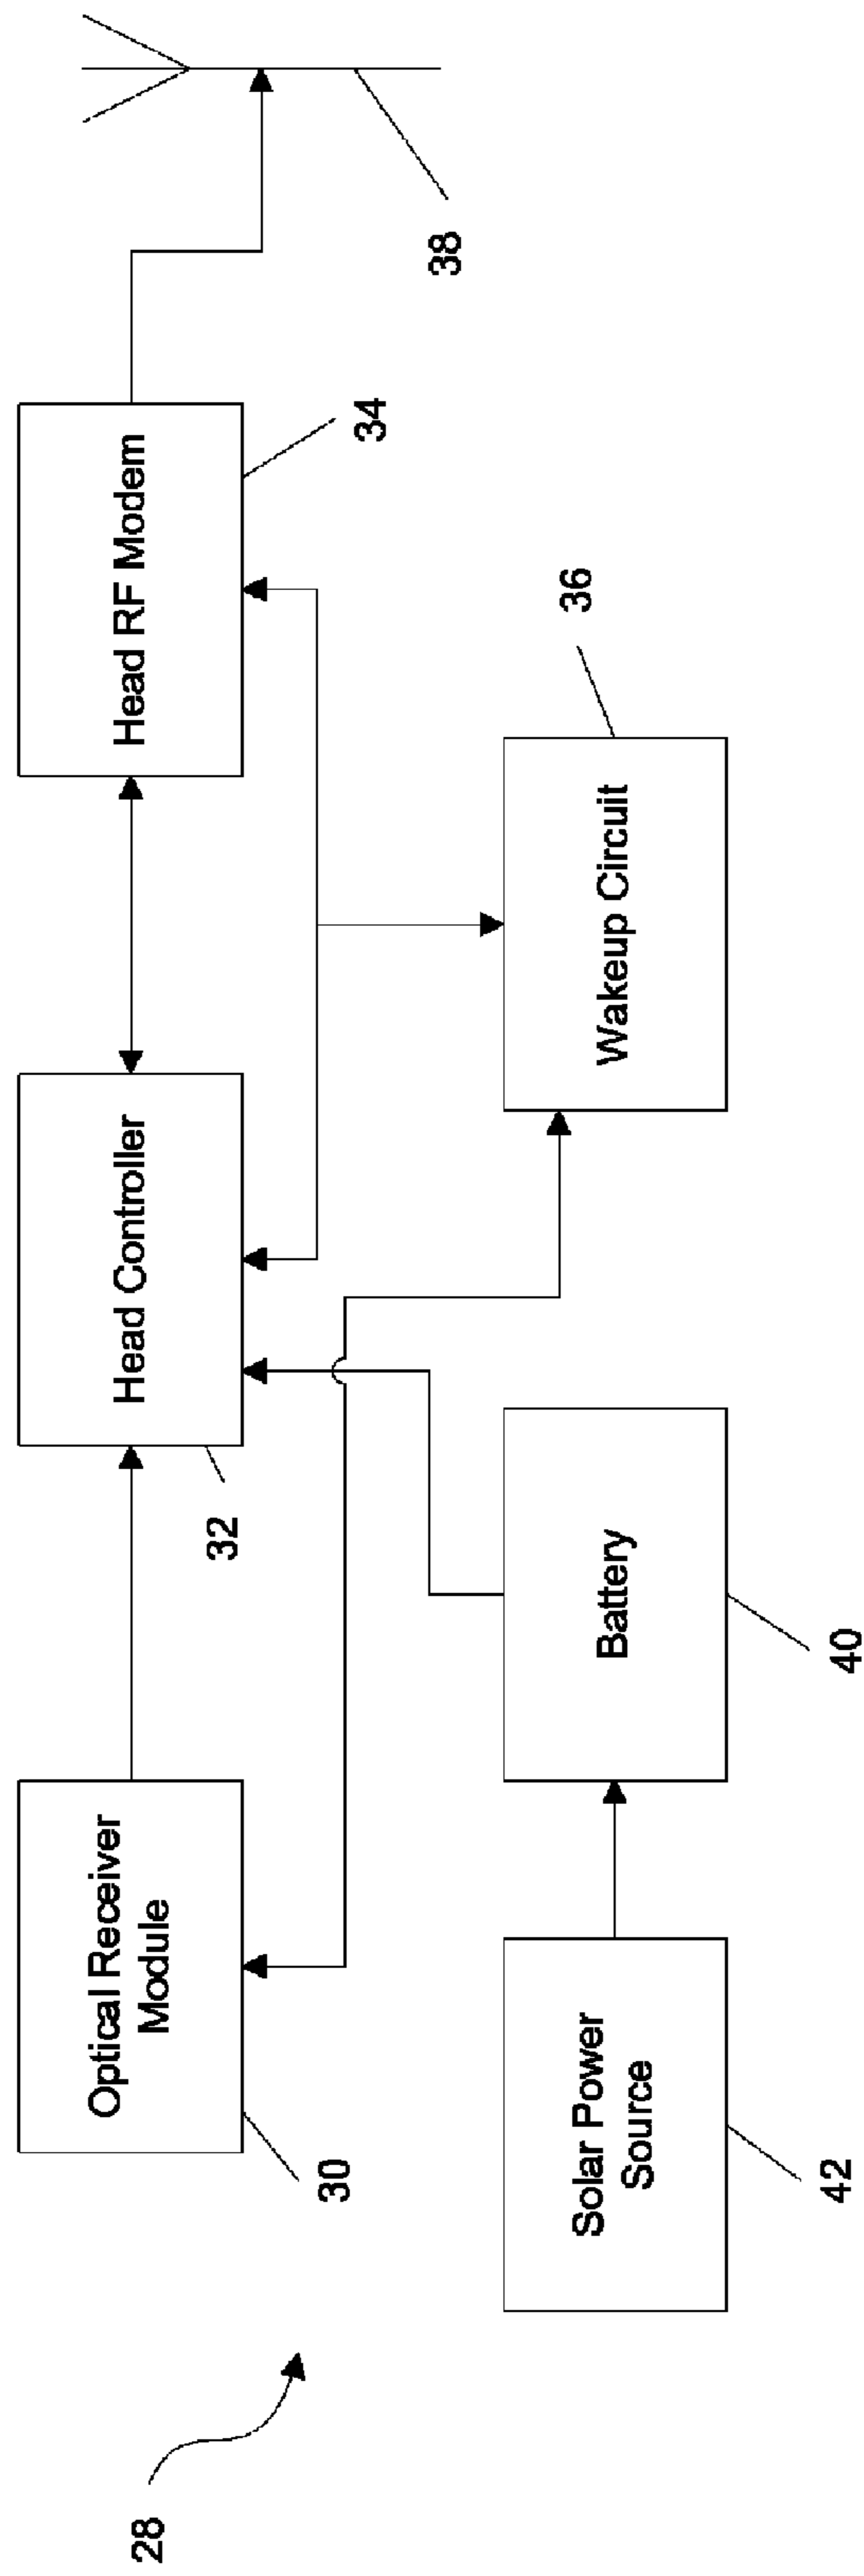 28
Optical Receiver
Module
30
Head Controller
32
Head RF Modem
34
38
Solar Power
Source
42
Battery
40
Wakeup Circuit
36